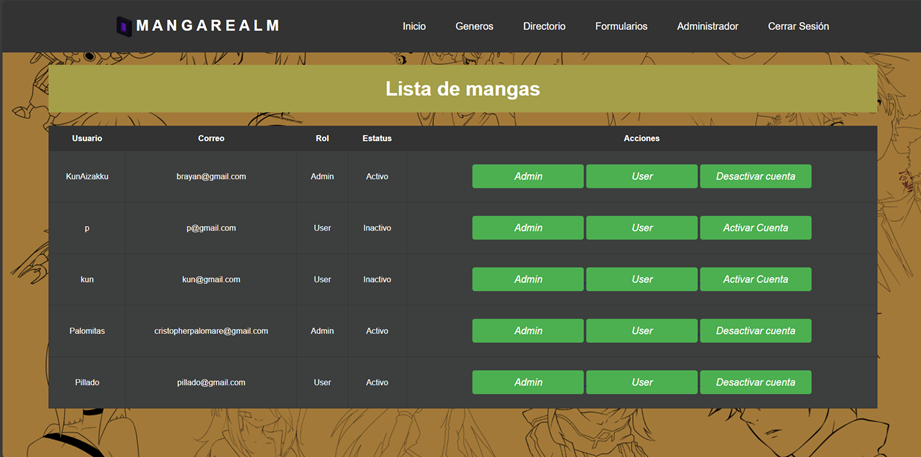 MANGAREALM Inicio Generos Directorio Formularios Administrador Cerrar Sesión
Lista de mangas
Usuario Correo Rol Estatus Acciones
KunAizakku brayan@gmail.com Admin Activo Admin User Desactivar cuenta
p p@gmail.com User Inactivo Admin User Activar Cuenta
kun kun@gmail.com User Inactivo Admin User Activar Cuenta
Palomitas cristopherpalomare@gmail.com Admin Activo Admin User Desactivar cuenta
Pillado pillado@gmail.com User Activo Admin User Desactivar cuenta